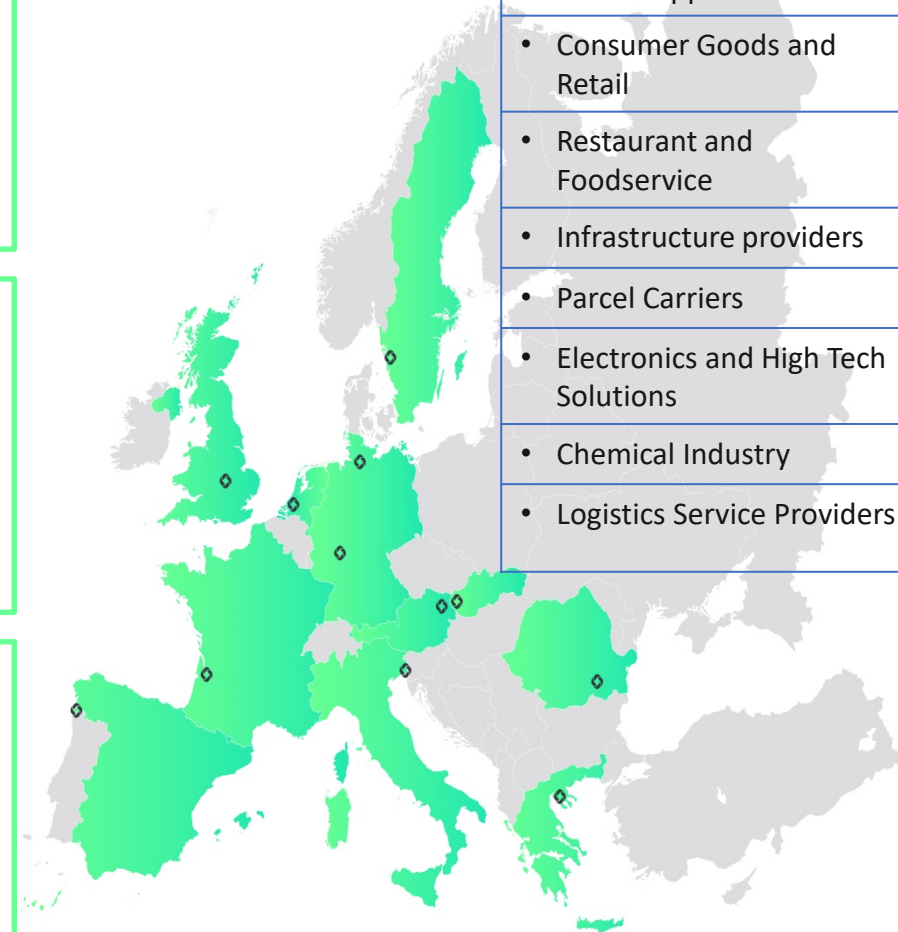 • Consumer Goods and
Retail
• Restaurant and
Foodservice
• Infrastructure providers
• Parcel Carriers
• Electronics and High Tech
Solutions
• Chemical Industry
• Logistics Service Providers